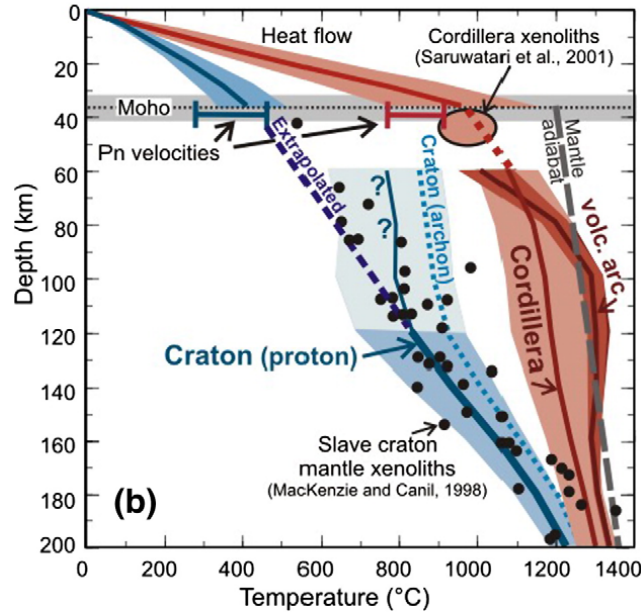 0
20
40
60
80
100
120
140
160
180
200
Depth (km)
Heat flow
Cordillera xenoliths
(Saruwatari et al., 2001)
Moho
Pn velocities
Extrapolated
Mantle
adiabat
?
?
Craton
(archon)
volc. arc
Cordillera
Craton (proton)
Slave craton
mantle xenoliths
(MacKenzie and Canil, 1998)
(b)
0
200
400
600
800
1000
1200
1400
Temperature (°C)